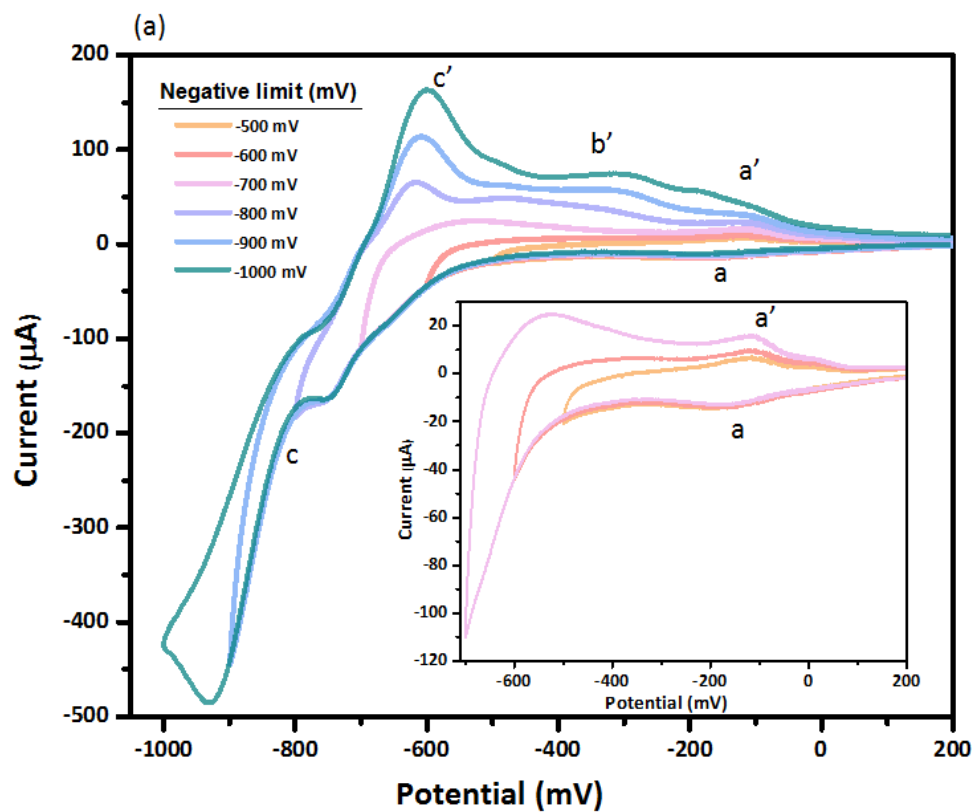 (a)
200
100
0
-100
-200
-300
-400
-500
Current (µA)
Negative limit (mV)
-500 mV
-600 mV
-700 mV
-800 mV
-900 mV
-1000 mV
c’
b’
a’
a
c
20
0
-20
-40
-60
-80
-100
-120
Current (µA)
a’
a
-600
-400
-200
0
200
Potential (mV)
-1000
-800
-600
-400
-200
0
200
Potential (mV)